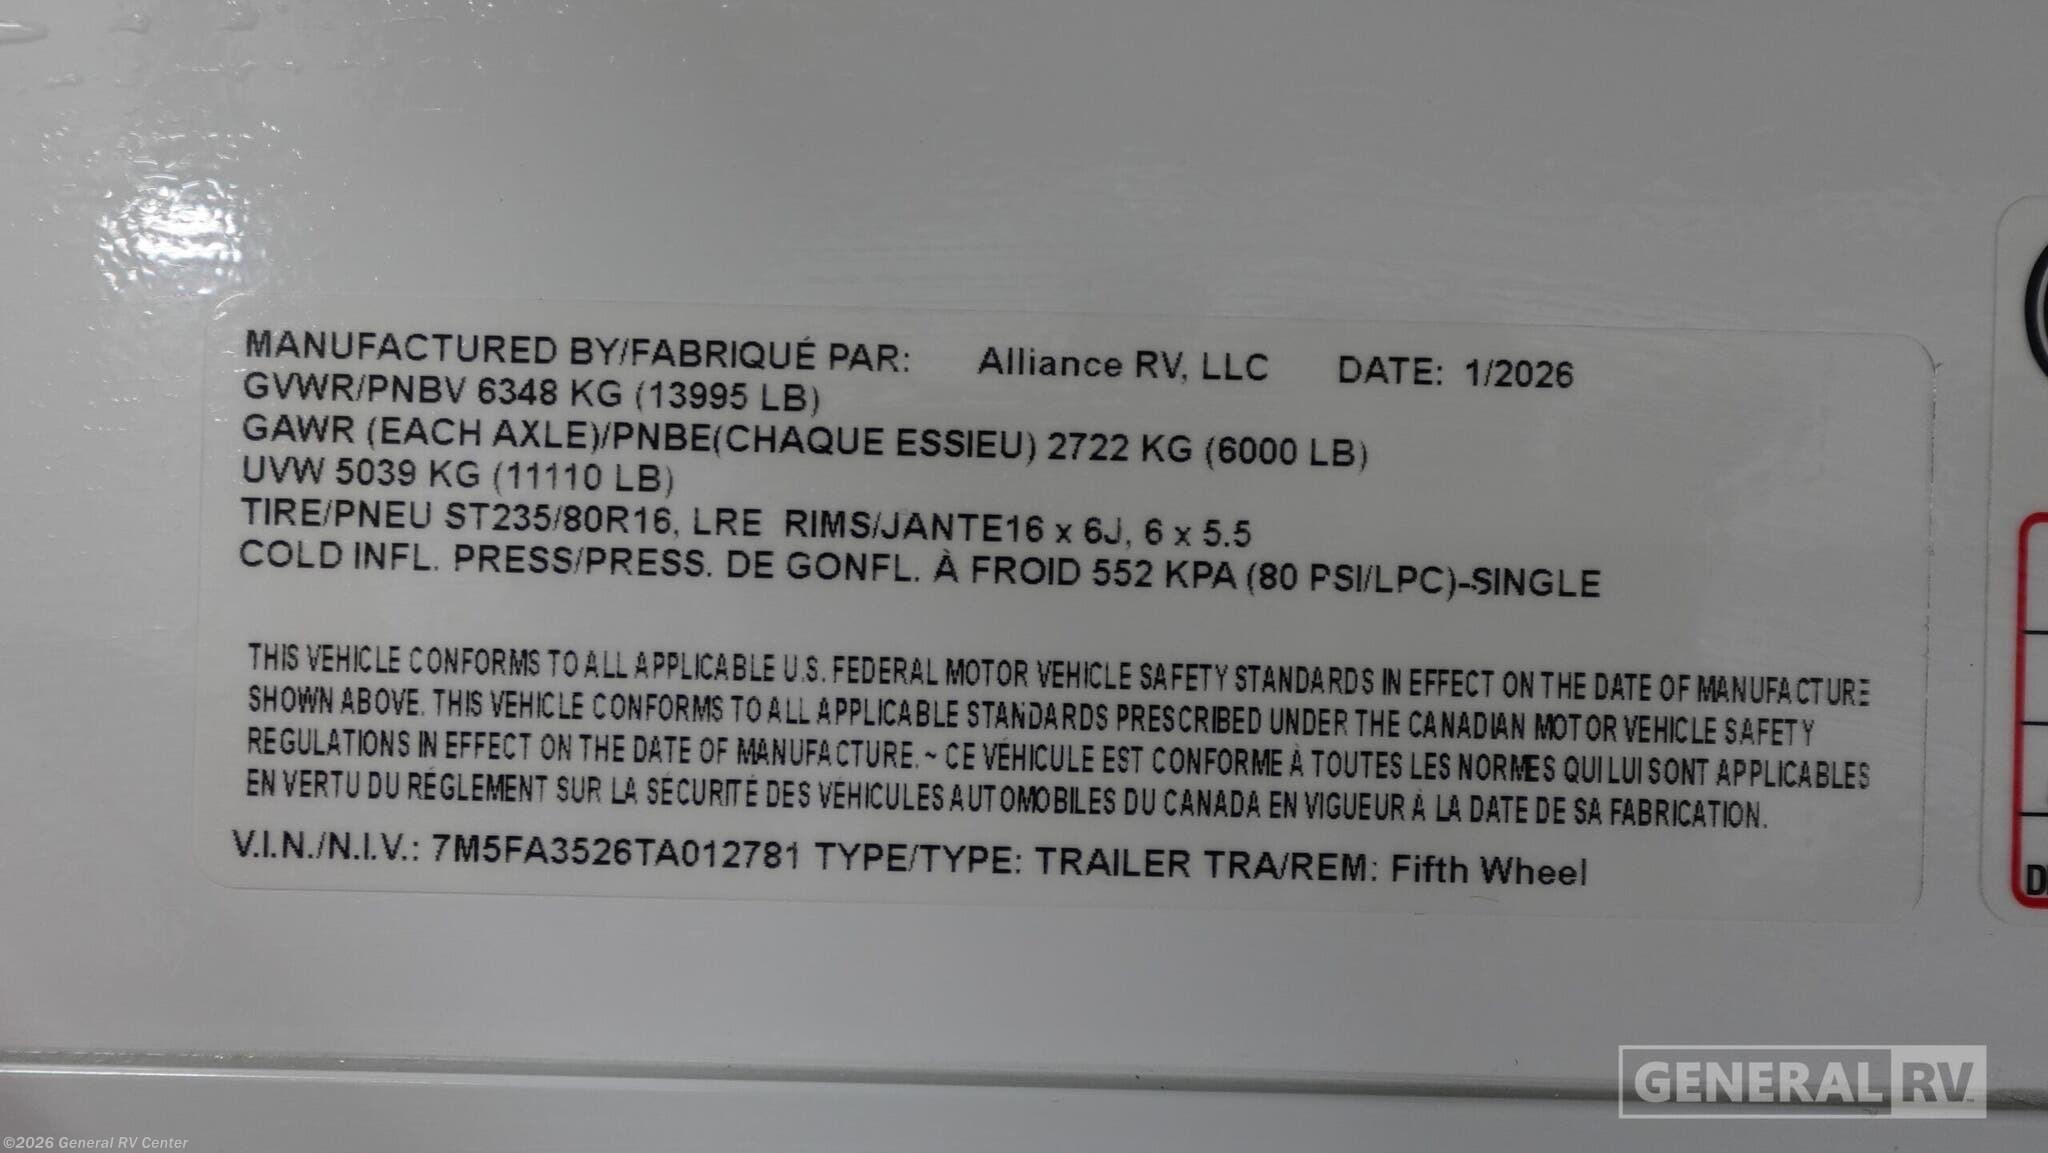 MANUFACTURED BY/FABRIQUÉ PAR: Alliance RV, LLC DATE: 1/2026
GVWR/PNBV 6348 KG (13995 LB)
GAWR (EACH AXLE)/PNBE(CHAQUE ESSIEU) 2722 KG (6000 LB)
UVW 5039 KG (11110 LB)
TIRE/PNEU ST235/80R16, LRE RIMS/JANTE16 x 6J, 6 x 5.5
COLD INFL. PRESS/PRESS. DE GONFL. À FROID 552 KPA (80 PSI/LPC)-SINGLE
THIS VEHICLE CONFORMS TO ALL APPLICABLE U.S. FEDERAL MOTOR VEHICLE SAFETY STANDARDS IN EFFECT ON THE DATE OF MANUFACTURE
SHOWN ABOVE. THIS VEHICLE CONFORMS TO ALL APPLICABLE STANDARDS PRESCRIBED UNDER THE CANADIAN MOTOR VEHICLE SAFETY
REGULATIONS IN EFFECT ON THE DATE OF MANUFACTURE. ~ CE VÉHICULE EST CONFORME À TOUTES LES NORMES QUI LUI SONT APPLICABLES
EN VERTU DU RÉGLEMENT SUR LA SÉCURITÉ DES VÉHICULES AUTOMOBILES DU CANADA EN VIGUEUR À LA DATE DE SA FABRICATION.
V.I.N./N.I.V.: 7M5FA3526TA012781 TYPE/TYPE: TRAILER TRA/REM: Fifth Wheel
GENERAL RV
©2026 General RV Center